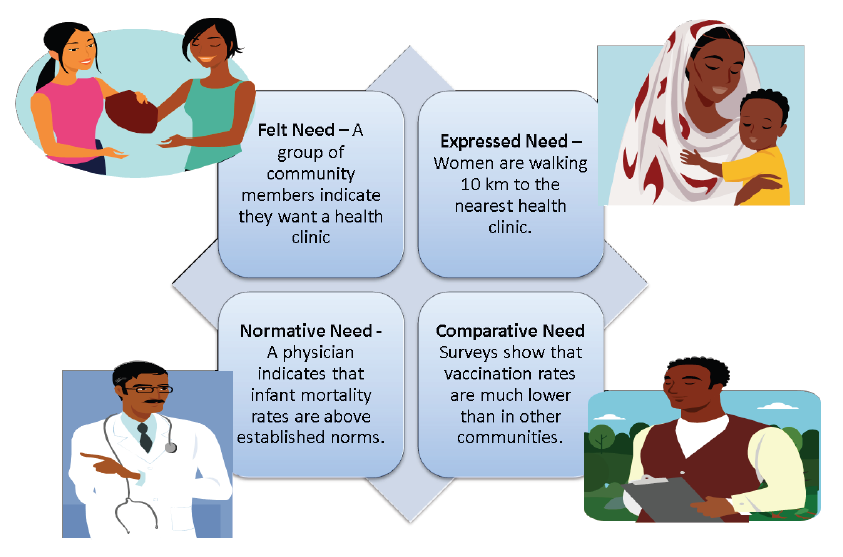 Felt Need – A
group of
community
members indicate
they want a health
clinic
Expressed Need –
Women are walking
10 km to the
nearest health
clinic.
Normative Need -
A physician
indicates that
infant mortality
rates are above
established norms.
Comparative Need
Surveys show that
vaccination rates
are much lower
than in other
communities.